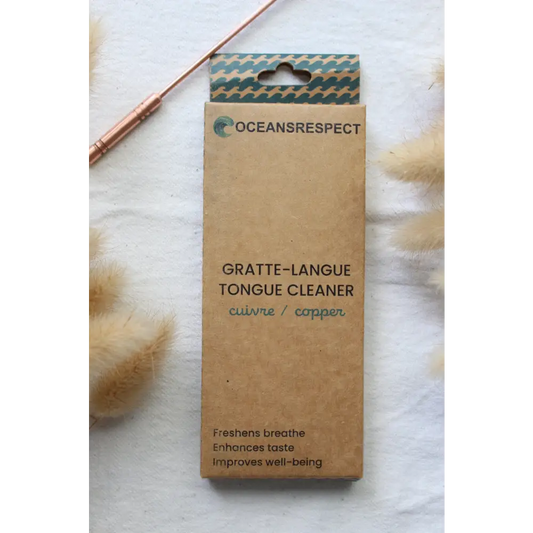 OCEANSRESPECT
GRATTE-LANGUE
TONGUE CLEANER
cuivre / copper
Freshens breathe
Enhances taste
Improves well-being